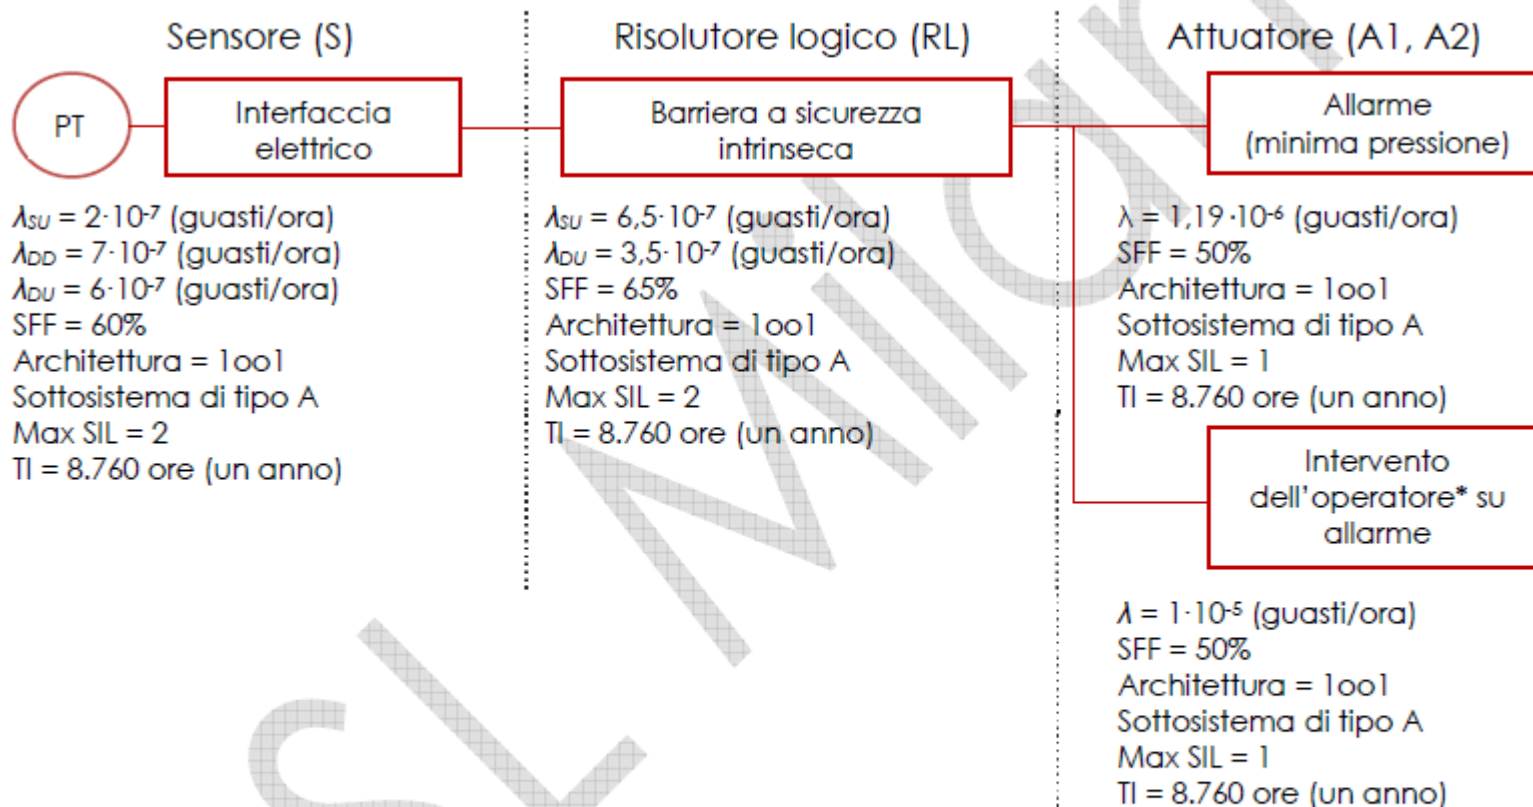 Sensore (S)
Risolutore logico (RL)
Attuatore (A1, A2)
PT
Interfaccia
elettrico
Barriera a sicurezza
intrinseca
Allarme
(minima pressione)
λSU = 2·10-7 (guasti/ora)
λDD = 7·10-7 (guasti/ora)
λDU = 6·10-7 (guasti/ora)
SFF = 60%
Architettura = 1oo1
Sottosistema di tipo A
Max SIL = 2
TI = 8.760 ore (un anno)
λSU = 6,5·10-7 (guasti/ora)
λDU = 3,5·10-7 (guasti/ora)
SFF = 65%
Architettura = 1oo1
Sottosistema di tipo A
Max SIL = 2
TI = 8.760 ore (un anno)
λ = 1,19 ·10-6 (guasti/ora)
SFF = 50%
Architettura = 1oo1
Sottosistema di tipo A
Max SIL = 1
TI = 8.760 ore (un anno)
Intervento
dell'operatore* su
allarme
λ = 1·10-5 (guasti/ora)
SFF = 50%
Architettura = 1oo1
Sottosistema di tipo A
Max SIL = 1
TI = 8.760 ore (un anno)
SL Milan